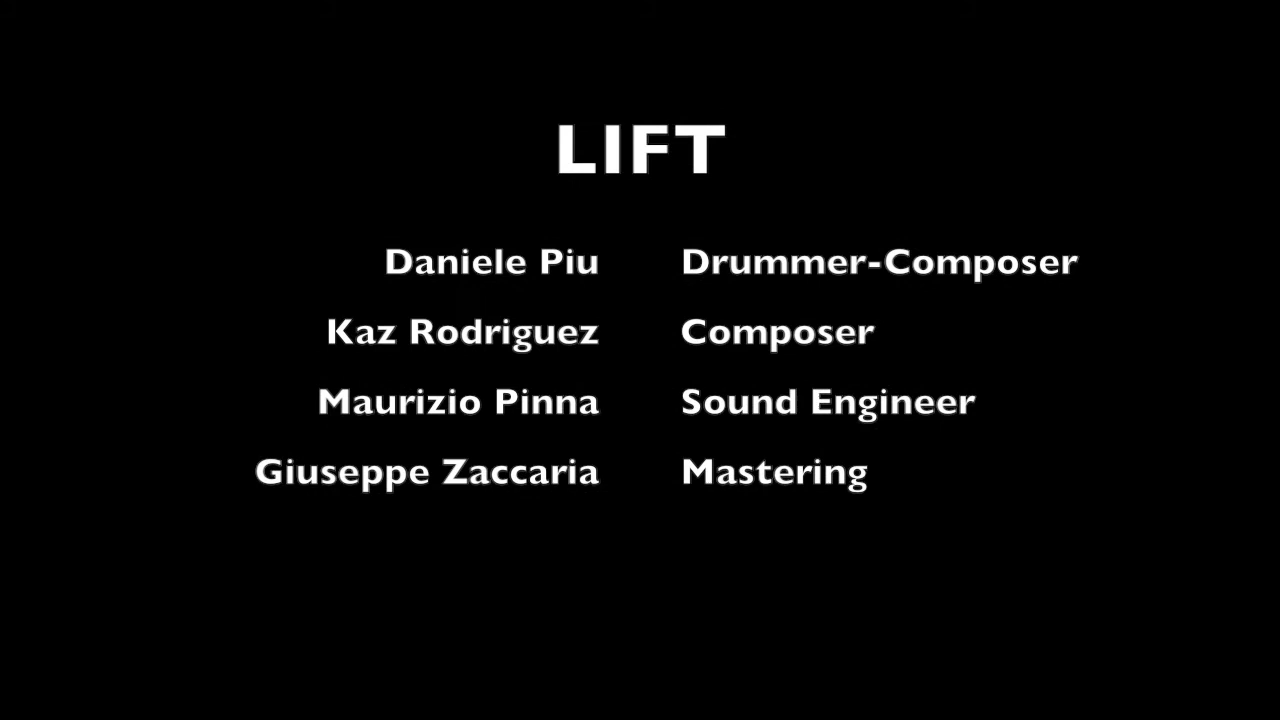 LIFT
Daniele Piu Drummer-Composer
Kaz Rodriguez Composer
Maurizio Pinna Sound Engineer
Giuseppe Zaccaria Mastering